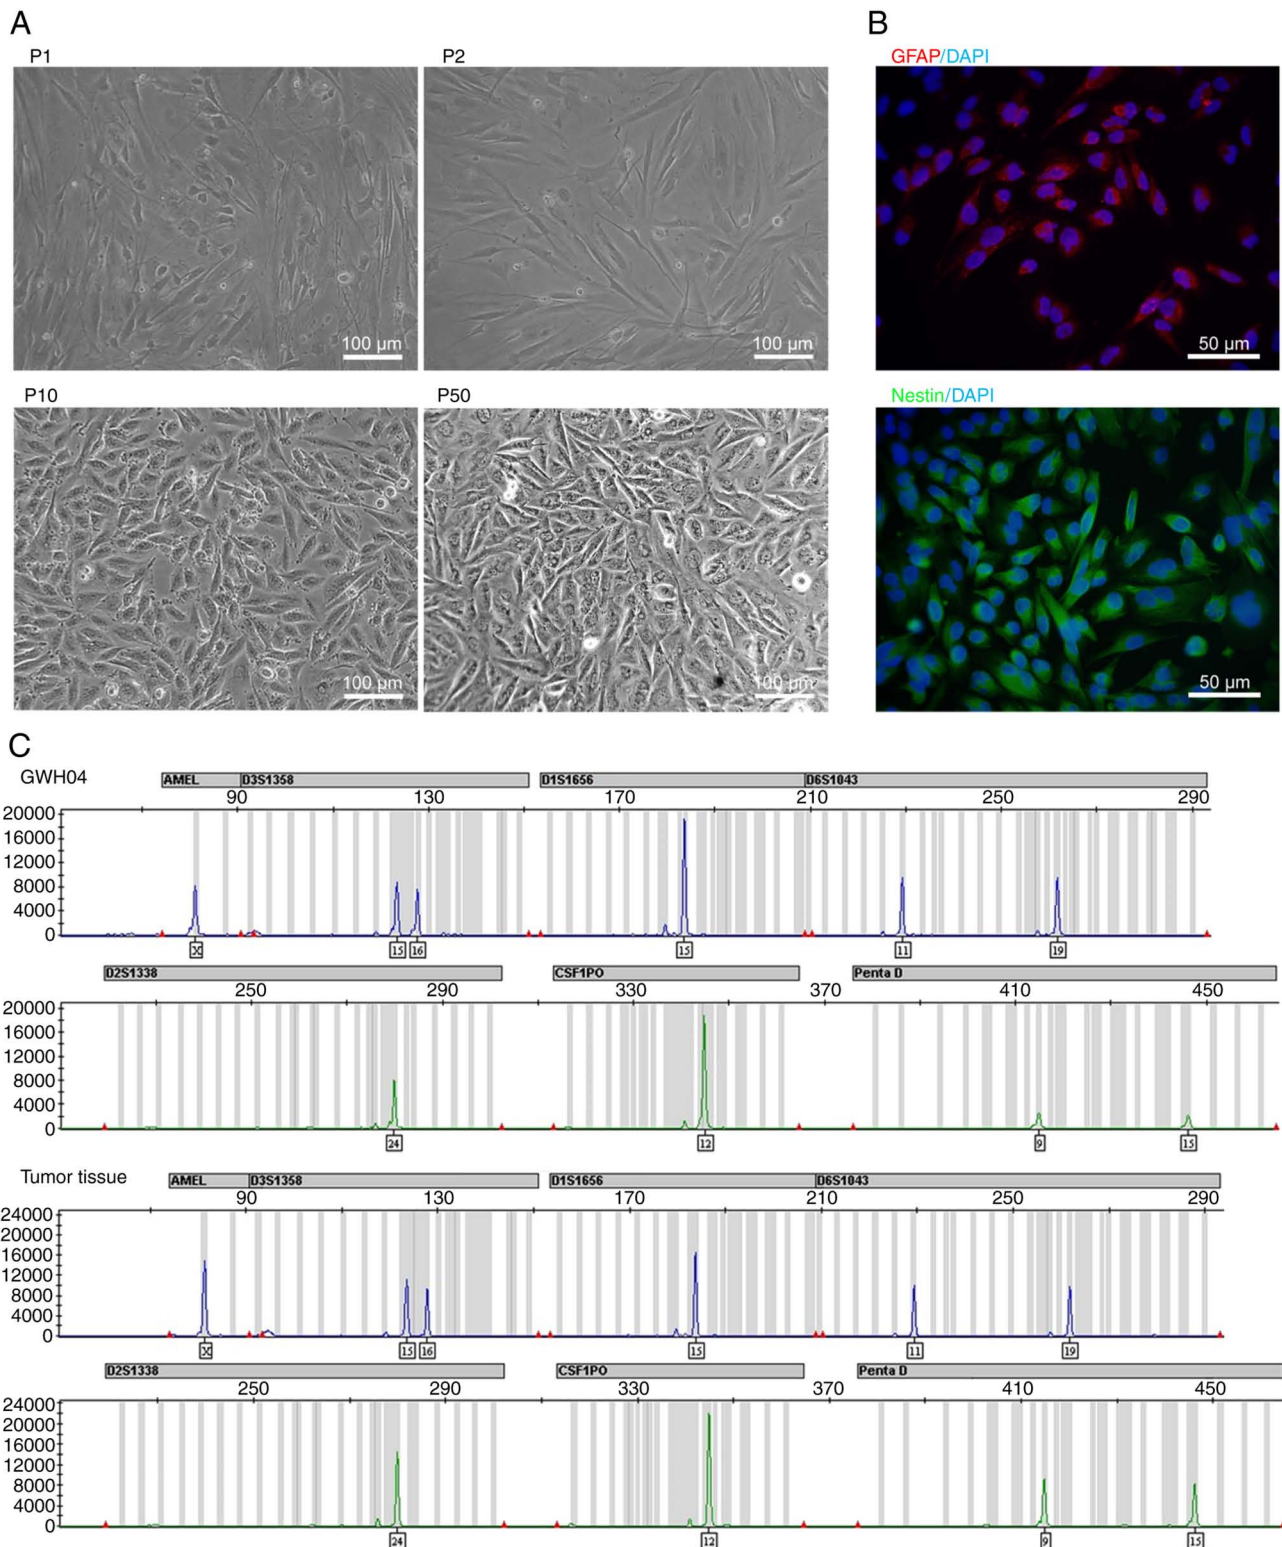 A
B
P1
P2
GFAP/DAPI
100 µm
100 µm
50 µm
P10
P50
Nestin/DAPI
100 µm
100 µm
50 µm
C
GWH04
AMEL D3S1358 D1S1656 D6S1043
90 130 170 210 250 290
20000
16000
12000
8000
4000
0
X 15 16 15 11 19
D2S1338 CSF1PO Penta D
250 290 330 370 410 450
20000
16000
12000
8000
4000
0
24 12 9 15
Tumor tissue
AMEL D3S1358 D1S1656 D6S1043
90 130 170 210 250 290
24000
20000
16000
12000
8000
4000
0
X 15 16 15 11 19
D2S1338 CSF1PO Penta D
250 290 330 370 410 450
24000
20000
16000
12000
8000
4000
0
24 12 9 15